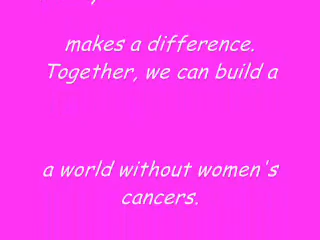 makes a difference.
Together, we can build a
a world without women's
cancers.